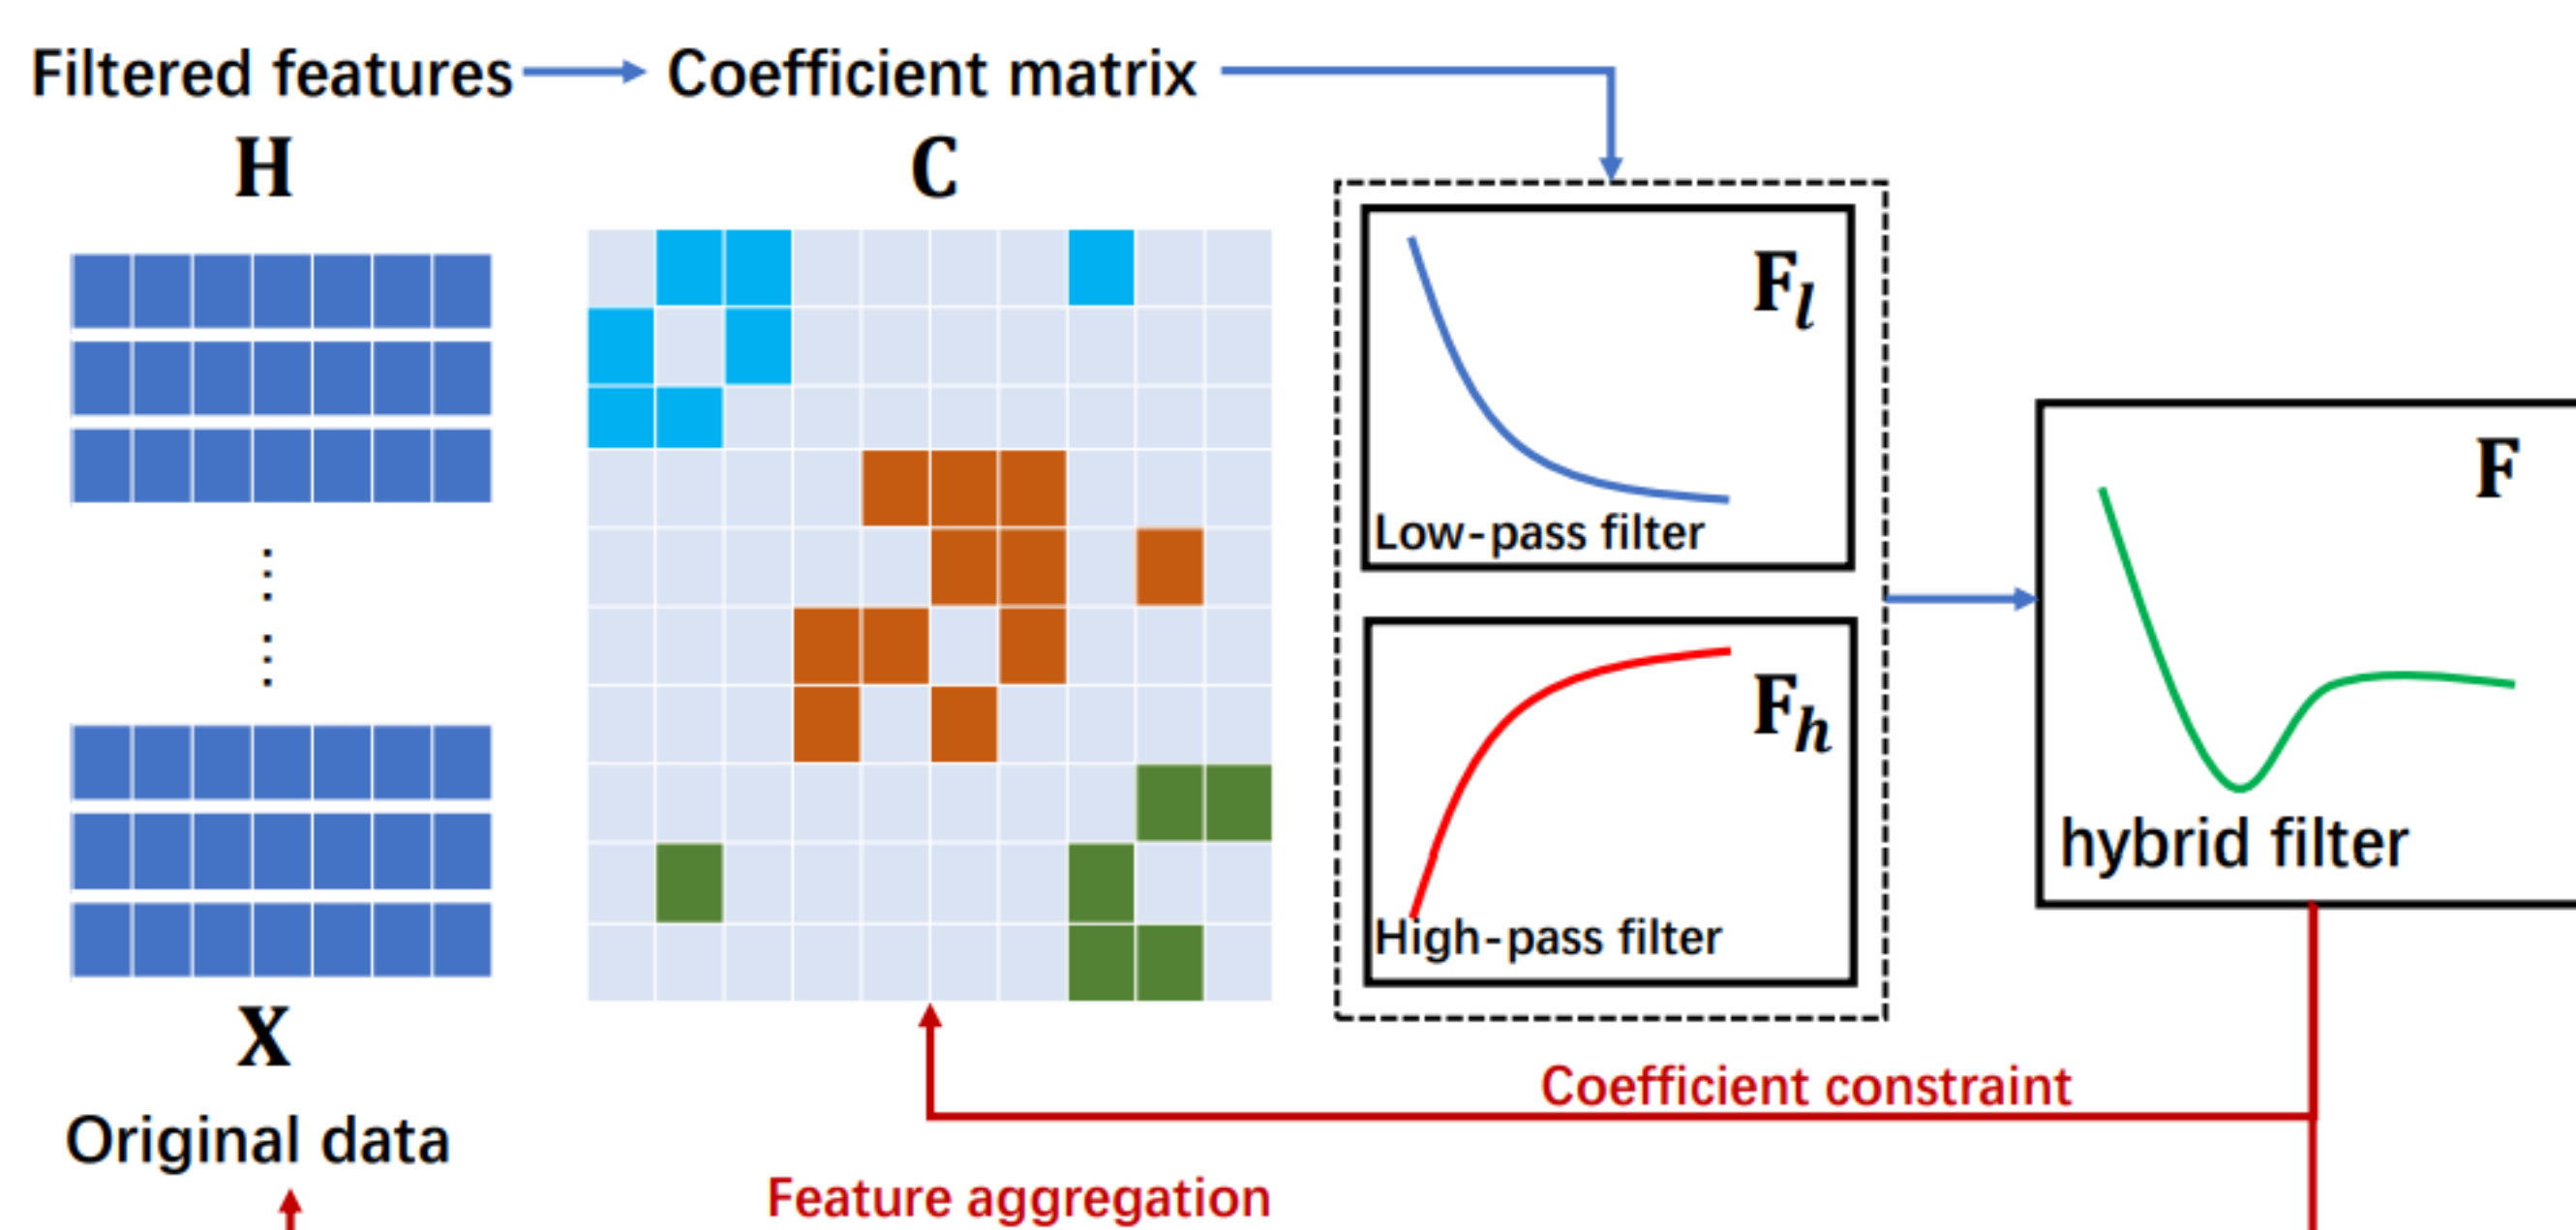 Filtered features
Coefficient matrix
H
C
F_l
Low-pass filter
F
F_h
hybrid filter
High-pass filter
X
Original data
Coefficient constraint
Feature aggregation